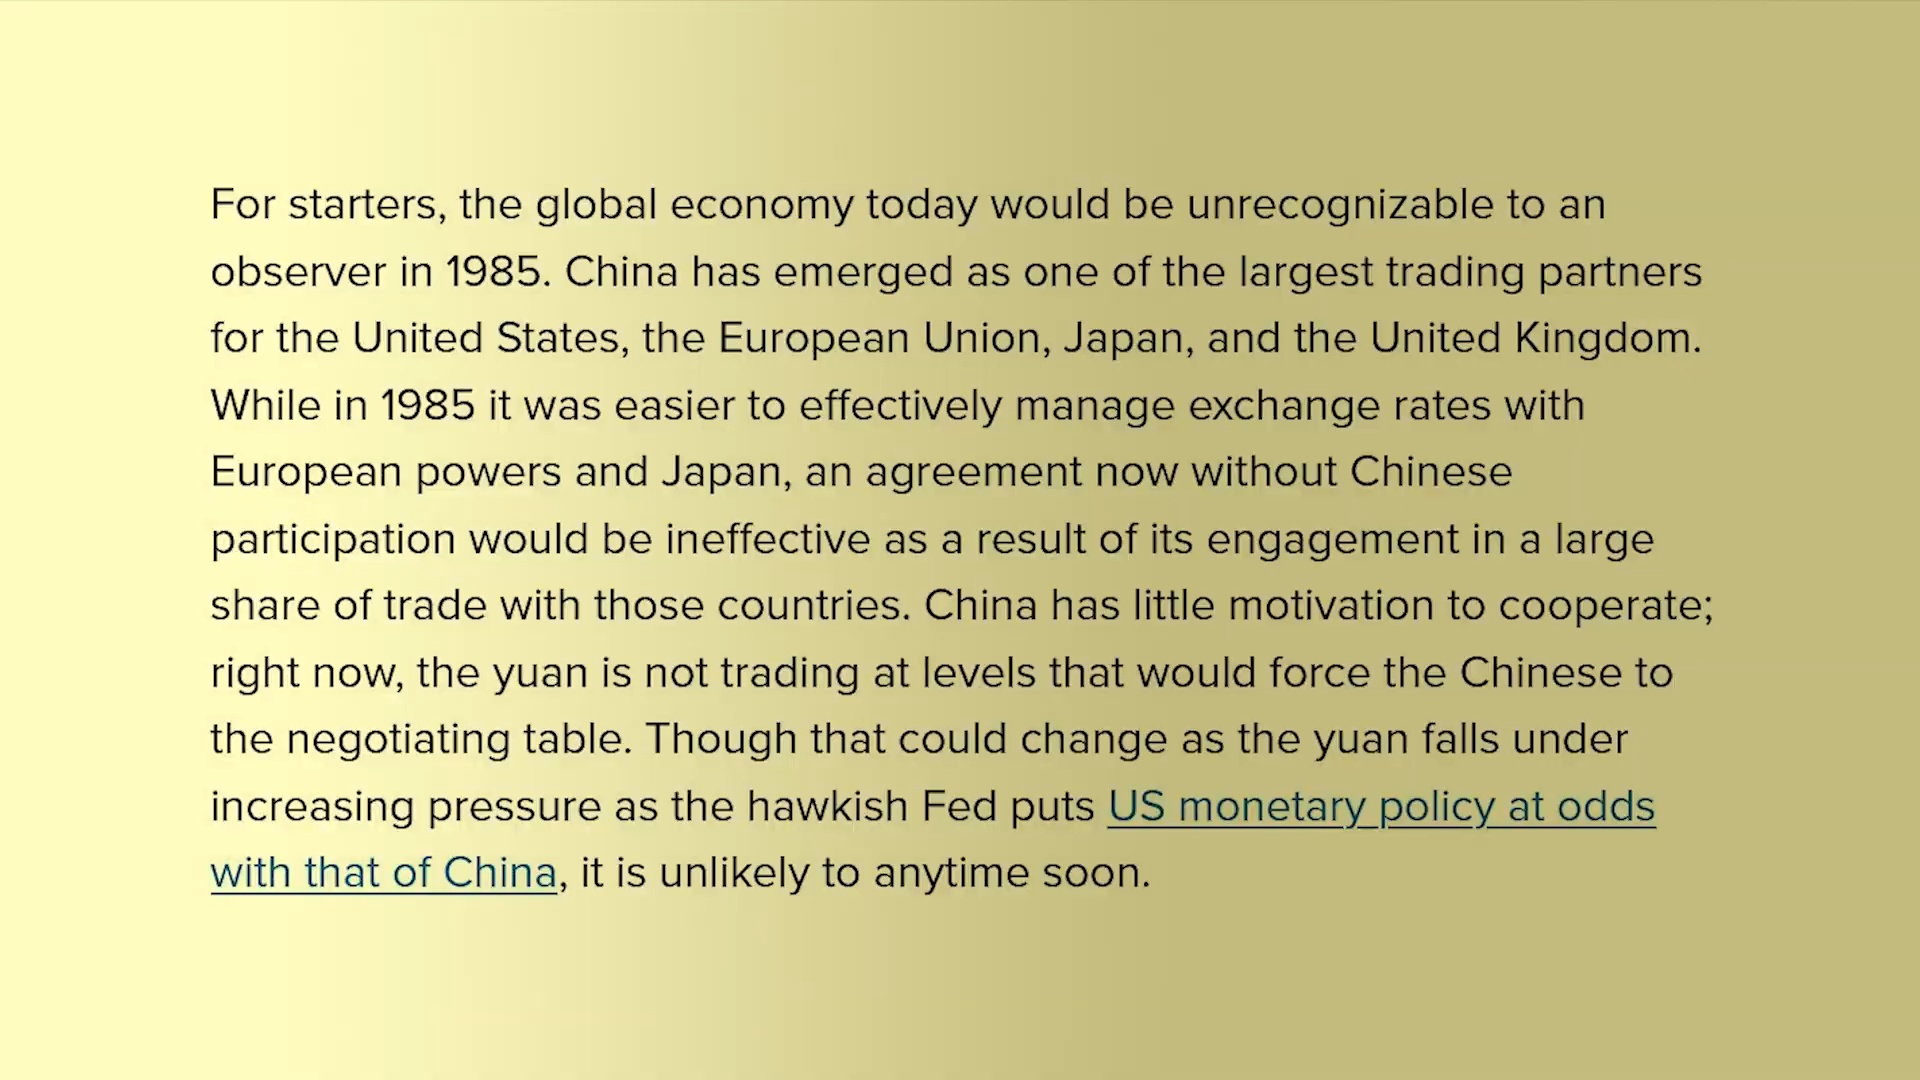 For starters, the global economy today would be unrecognizable to an
observer in 1985. China has emerged as one of the largest trading partners
for the United States, the European Union, Japan, and the United Kingdom.
While in 1985 it was easier to effectively manage exchange rates with
European powers and Japan, an agreement now without Chinese
participation would be ineffective as a result of its engagement in a large
share of trade with those countries. China has little motivation to cooperate;
right now, the yuan is not trading at levels that would force the Chinese to
the negotiating table. Though that could change as the yuan falls under
increasing pressure as the hawkish Fed puts US monetary policy at odds
with that of China, it is unlikely to anytime soon.